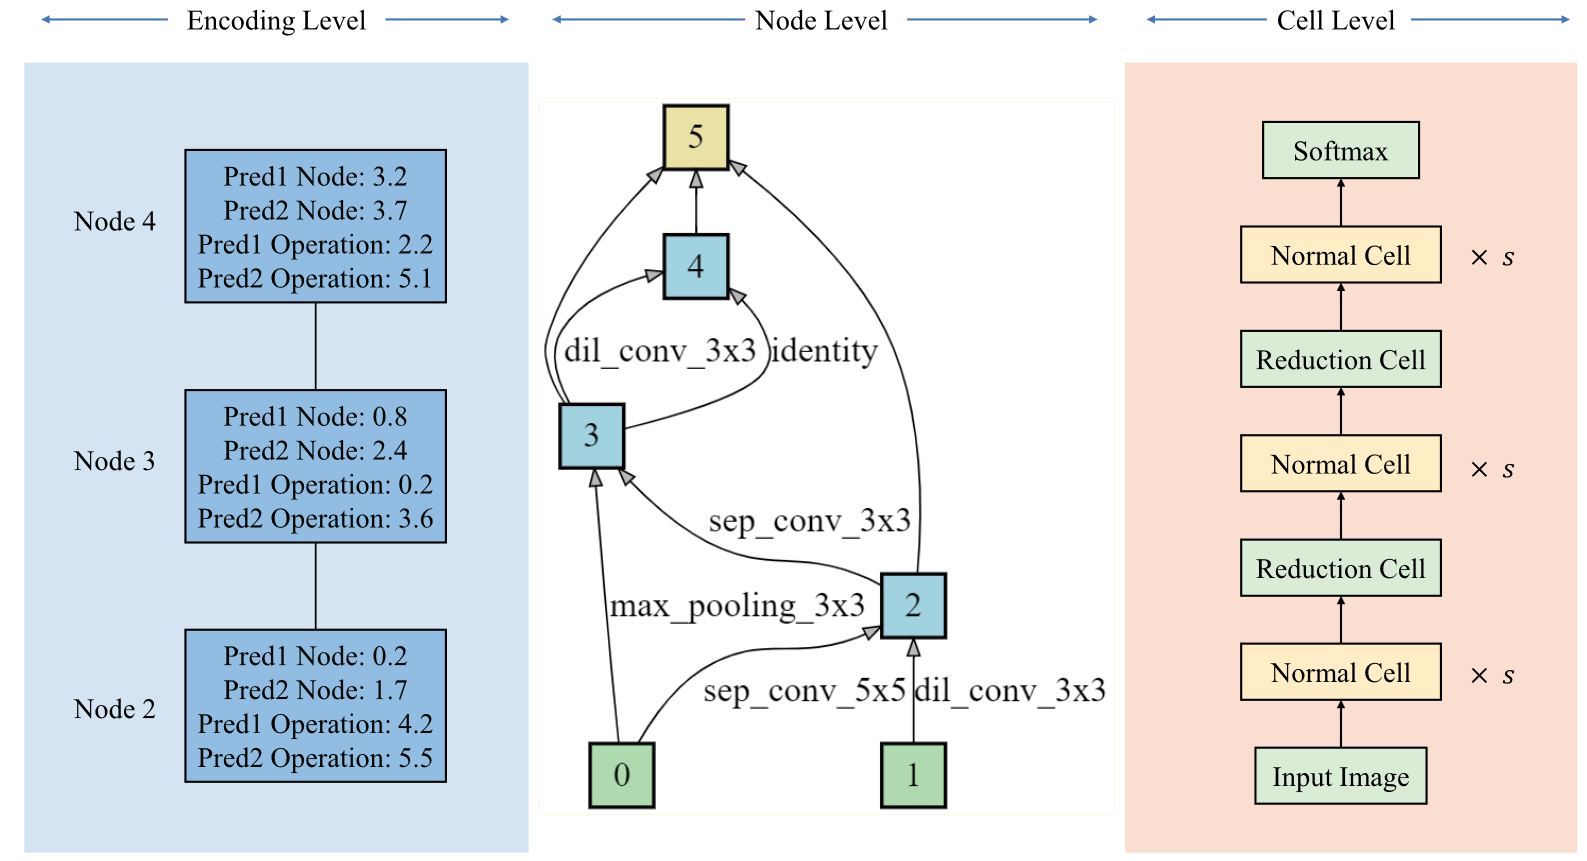 Encoding Level
Node Level
Cell Level
Node 4
Pred1 Node: 3.2
Pred2 Node: 3.7
Pred1 Operation: 2.2
Pred2 Operation: 5.1
Node 3
Pred1 Node: 0.8
Pred2 Node: 2.4
Pred1 Operation: 0.2
Pred2 Operation: 3.6
Node 2
Pred1 Node: 0.2
Pred2 Node: 1.7
Pred1 Operation: 4.2
Pred2 Operation: 5.5
5
4
dil_conv_3x3 identity
3
sep_conv_3x3
max_pooling_3x3
2
sep_conv_5x5 dil_conv_3x3
0
1
Softmax
Normal Cell × s
Reduction Cell
Normal Cell × s
Reduction Cell
Normal Cell × s
Input Image